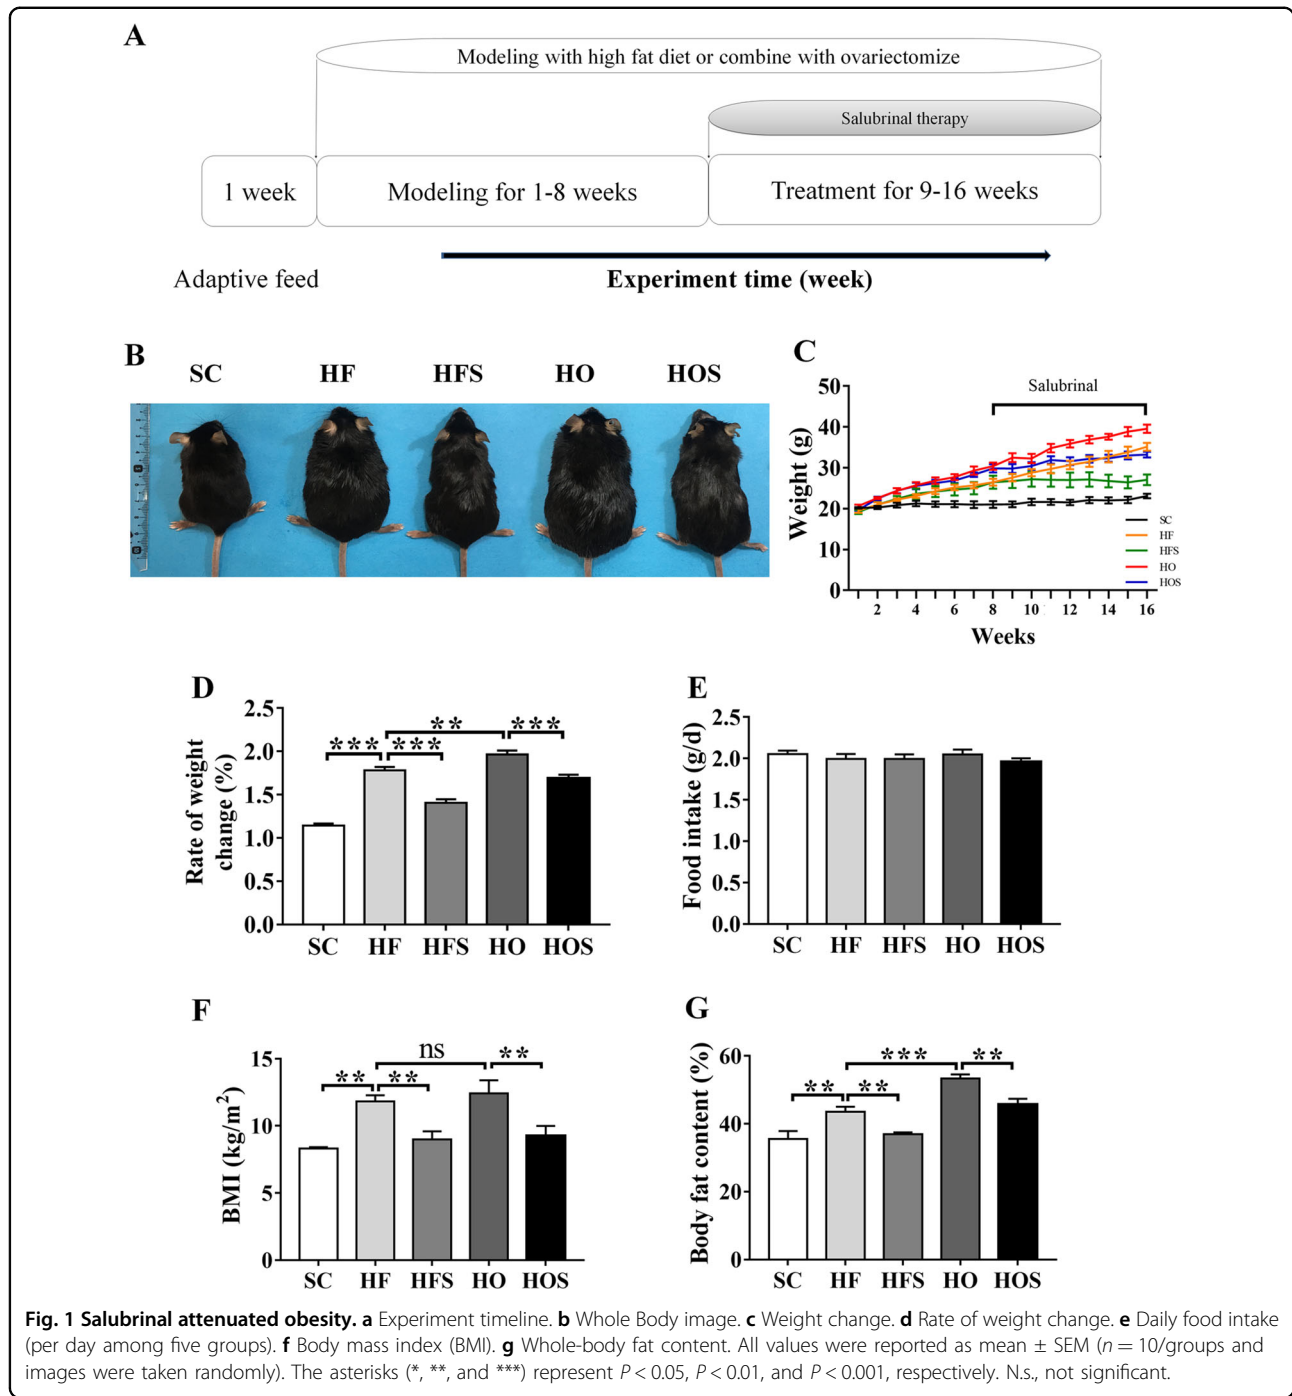 A
Modeling with high fat diet or combine with ovariectomize
Salubrinal therapy
1 week
Modeling for 1-8 weeks
Treatment for 9-16 weeks
Adaptive feed
Experiment time (week)
B
SC HF HFS HO HOS
C
Salubrinal
Weight (g)
50
40
30
20
10
0
2 4 6 8 10 12 14 16
Weeks
SC
HF
HFS
HO
HOS
D
Rate of weight
change (%)
2.5
2.0
1.5
1.0
0.5
0.0
*** *** ** ***
SC HF HFS HO HOS
E
Food intake (g/d)
2.5
2.0
1.5
1.0
0.5
0.0
SC HF HFS HO HOS
F
BMI (kg/m²)
15
10
5
0
** ** ns **
SC HF HFS HO HOS
G
Body fat content (%)
60
40
20
0
** ** *** **
SC HF HFS HO HOS
Fig. 1 Salubrinal attenuated obesity. a Experiment timeline. b Whole Body image. c Weight change. d Rate of weight change. e Daily food intake
(per day among five groups). f Body mass index (BMI). g Whole-body fat content. All values were reported as mean ± SEM (n = 10/groups and
images were taken randomly). The asterisks (*, **, and ***) represent P < 0.05, P < 0.01, and P < 0.001, respectively. N.s., not significant.